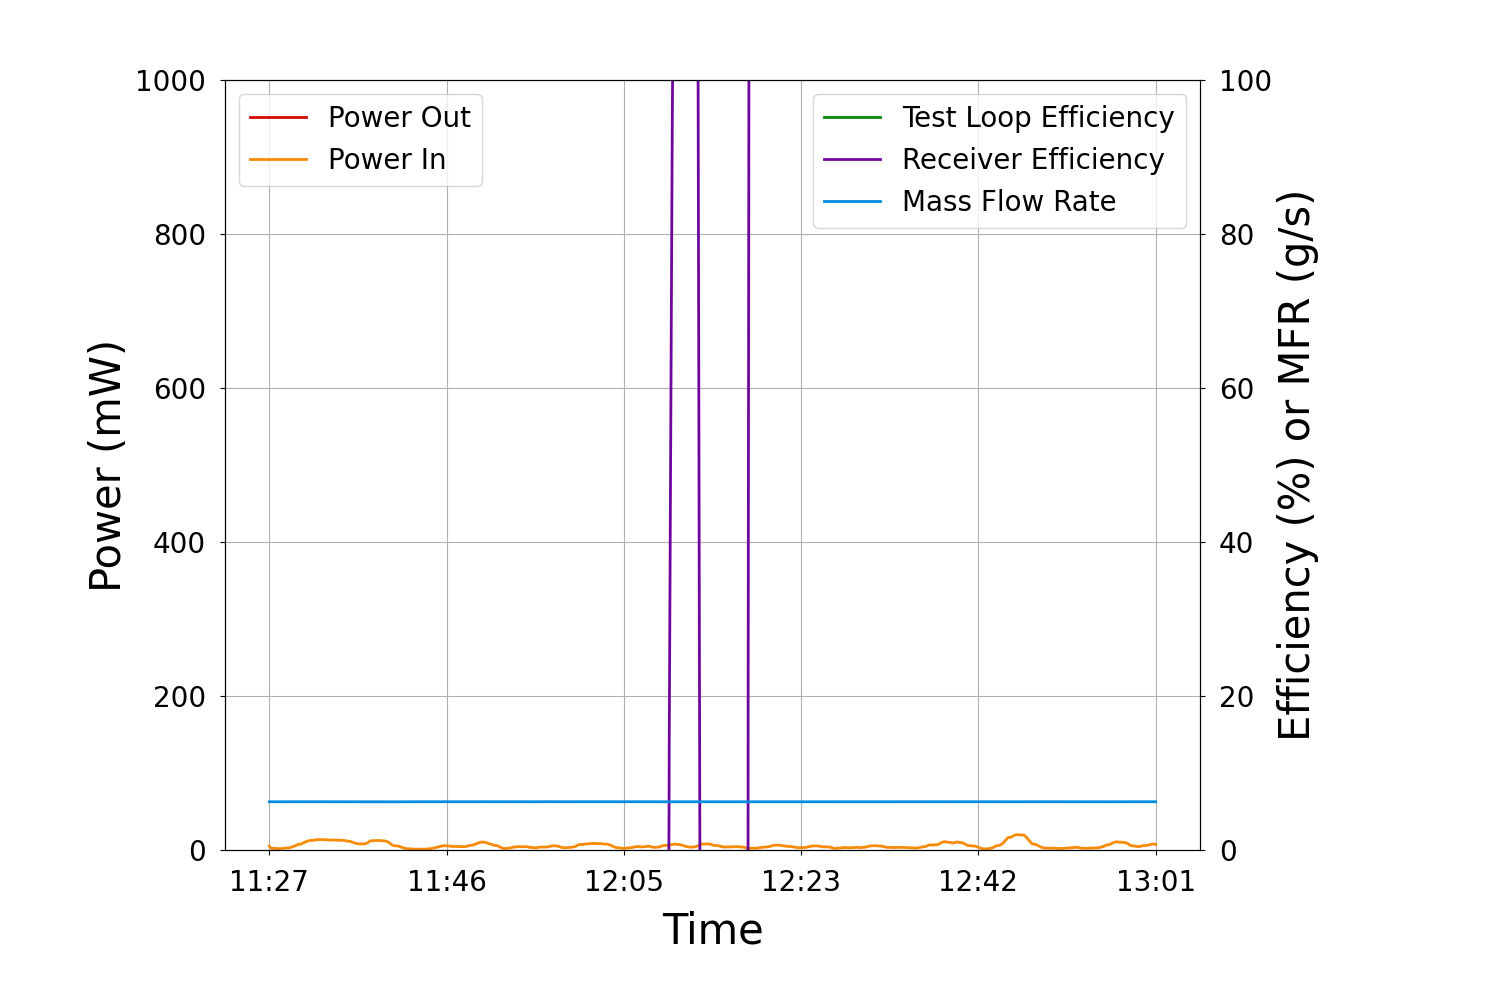 1000
800
600
400
200
0
Power (mW)
Power Out
Power In
Test Loop Efficiency
Receiver Efficiency
Mass Flow Rate
100
80
60
40
20
0
Efficiency (%) or MFR (g/s)
11:27 11:46 12:05 12:23 12:42 13:01
Time